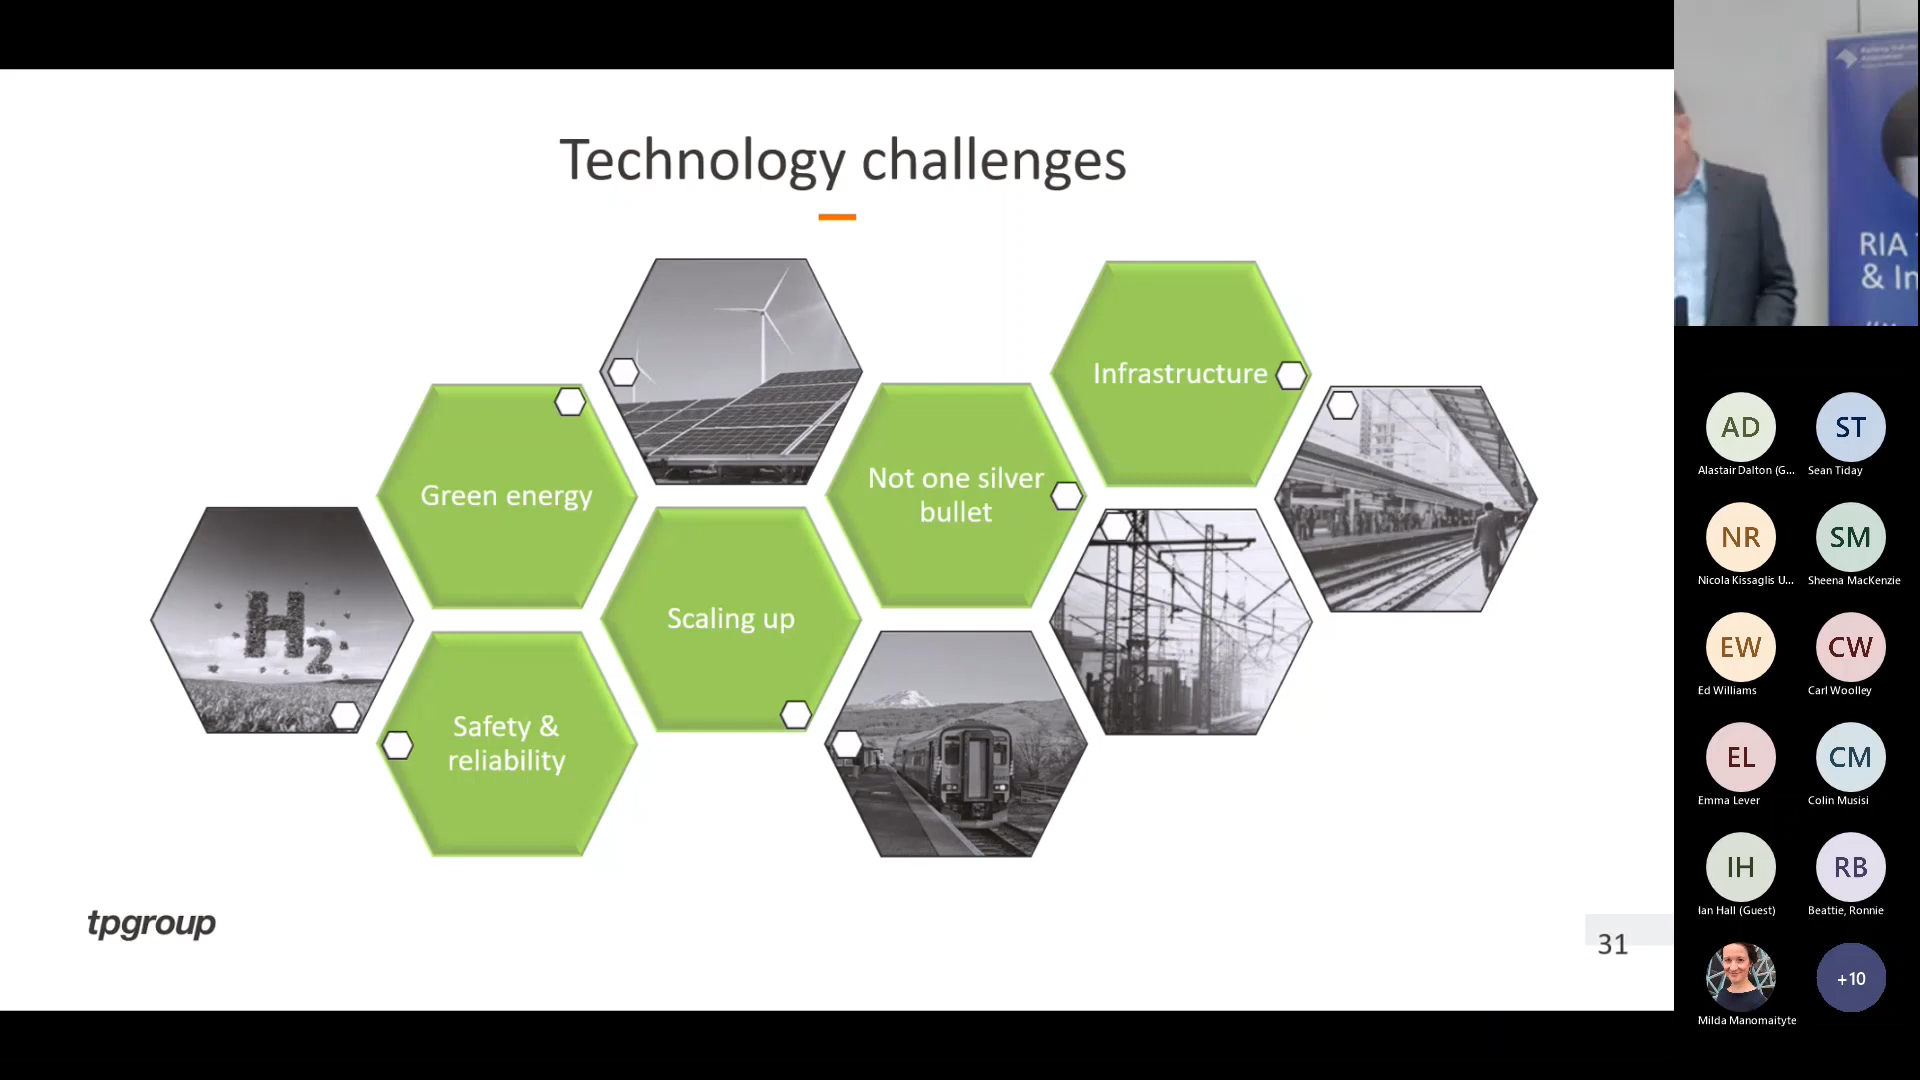 Technology challenges
Infrastructure
Not one silver
bullet
Green energy
Scaling up
H2
Safety &
reliability
tpgroup
31
RIA
& In
AD
ST
Alastair Dalton (G...
Sean Tiday
NR
SM
Nicola Kissaglis U...
Sheena MacKenzie
EW
CW
Ed Williams
Carl Woolley
EL
CM
Emma Lever
Colin Musisi
IH
RB
Ian Hall (Guest)
Beattie, Ronnie
+10
Milda Manomaityte